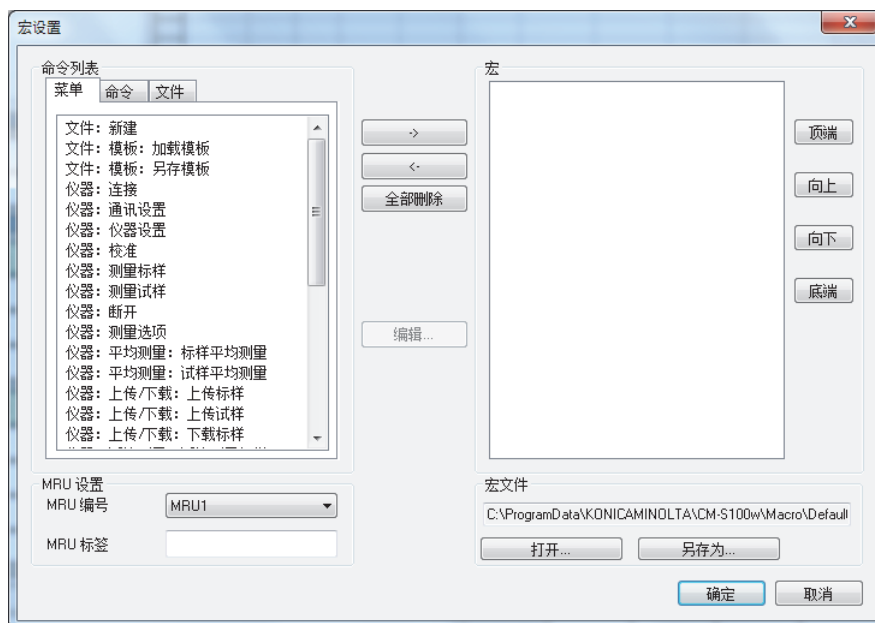 宏设置
命令列表
菜单 命令 文件
文件：新建
文件：模板：加载模板
文件：模板：另存模板
仪器：连接
仪器：通讯设置
仪器：仪器设置
仪器：校准
仪器：测量标样
仪器：测量试样
仪器：断开
仪器：测量选项
仪器：平均测量：标样平均测量
仪器：平均测量：试样平均测量
仪器：上传/下载：上传标样
仪器：上传/下载：上传试样
仪器：上传/下载：下载标样
->
<-
全部删除
编辑...
宏
顶端
向上
向下
底端
MRU 设置
MRU 编号 MRU1
MRU 标签
宏文件
C:\ProgramData\KONICAMINOLTA\CM-S100w\Macro\Defaul
打开... 另存为...
确定 取消